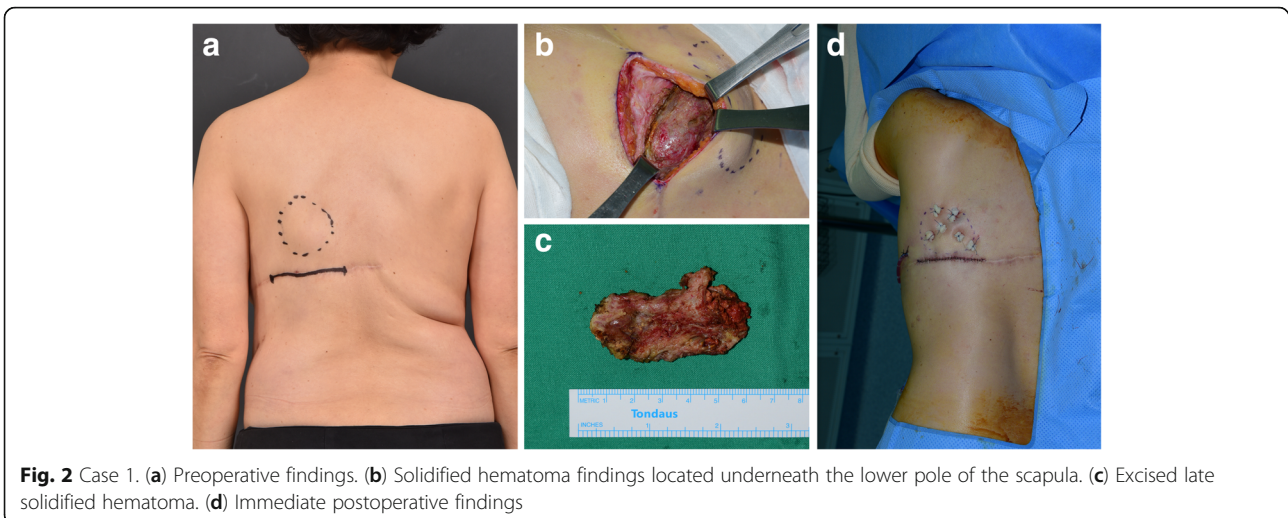 a
b
d
c
METRIC 1 2 3 4 5 6 7 8
Tondaus
INCHES 1 2 3
Fig. 2 Case 1. (a) Preoperative findings. (b) Solidified hematoma findings located underneath the lower pole of the scapula. (c) Excised late
solidified hematoma. (d) Immediate postoperative findings